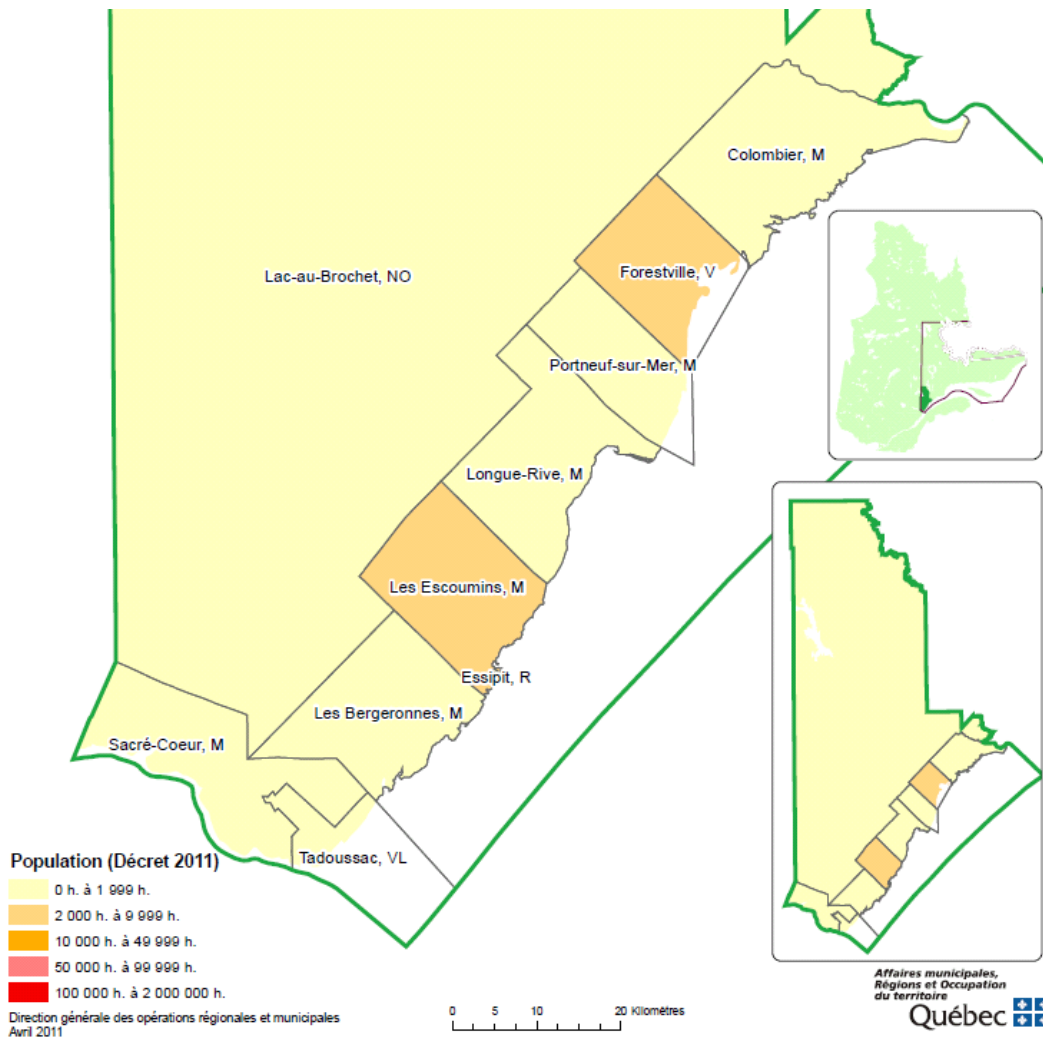 Colombier, M
Forestville, V
Lac-au-Brochet, NO
Portneuf-sur-Mer, M
Longue-Rive, M
Les Escoumins, M
Essipit, R
Les Bergeronnes, M
Sacré-Coeur, M
Tadoussac, VL
Population (Décret 2011)
0 h. à 1 999 h.
2 000 h. à 9 999 h.
10 000 h. à 49 999 h.
50 000 h. à 99 999 h.
100 000 h. à 2 000 000 h.
Direction générale des opérations régionales et municipales
Avril 2011
0 5 10 20 Kilomètres
Affaires municipales,
Régions et Occupation
du territoire
Québec